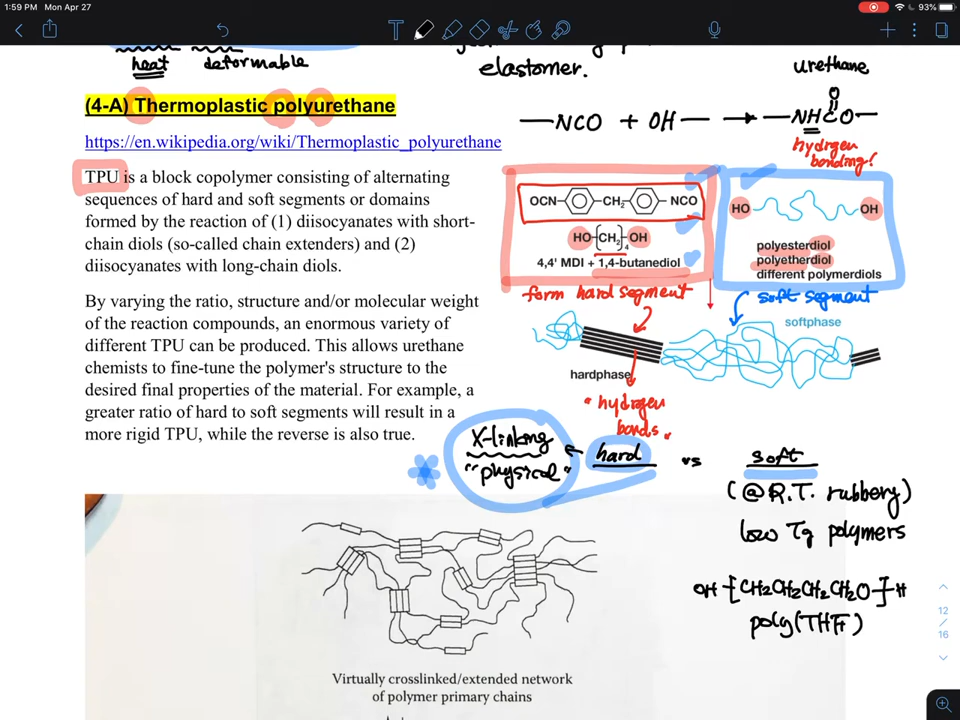 1:59 PM Mon Apr 27
93%
heat deformable
elastomer.
urethane
(4-A) Thermoplastic polyurethane
https://en.wikipedia.org/wiki/Thermoplastic_polyurethane
—NCO + OH— → —NHCO—
O
hydrogen
bonding!
TPU is a block copolymer consisting of alternating
sequences of hard and soft segments or domains
formed by the reaction of (1) diisocyanates with short-
chain diols (so-called chain extenders) and (2)
diisocyanates with long-chain diols.
OCN CH2 NCO
HO (CH2)4 OH
4,4' MDI + 1,4-butanediol
HO OH
polyesterdiol
polyetherdiol
different polymerdiols
form hard segment
soft segment
softphase
hardphase
"hydrogen
bonds"
By varying the ratio, structure and/or molecular weight
of the reaction compounds, an enormous variety of
different TPU can be produced. This allows urethane
chemists to fine-tune the polymer's structure to the
desired final properties of the material. For example, a
greater ratio of hard to soft segments will result in a
more rigid TPU, while the reverse is also true.
X-linking
"physical"
hard vs soft
(@R.T. rubbery)
low Tg polymers
OH-[CH2CH2CH2CH2O]-H
poly(THF)
Virtually crosslinked/extended network
of polymer primary chains
12
/
16